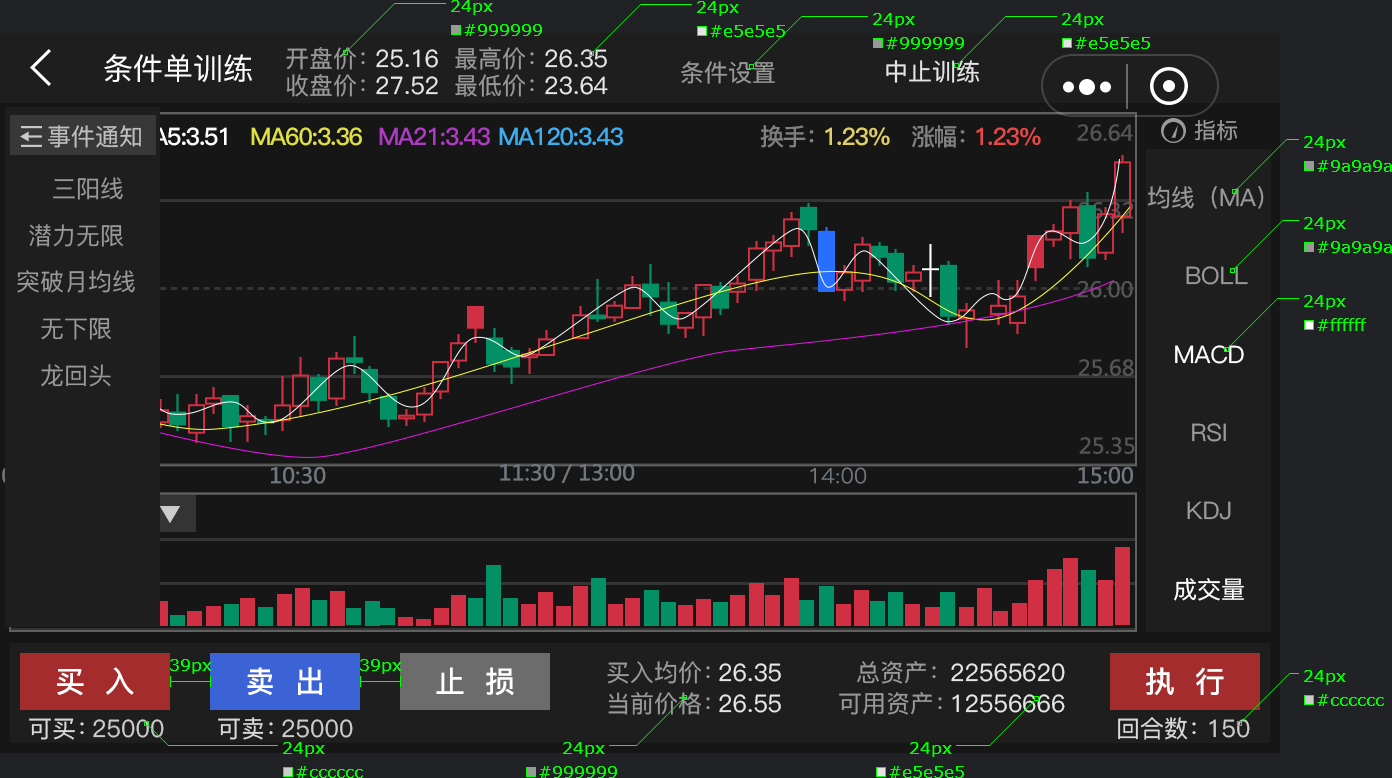 24px
#999999
24px
#e5e5e5
24px
#999999
24px
#e5e5e5
条件单训练
开盘价：25.16 最高价：26.35
收盘价：27.52 最低价：23.64
条件设置
中止训练
事件通知
A5:3.51 MA60:3.36 MA21:3.43 MA120:3.43
换手：1.23% 涨幅：1.23%
26.64
指标
24px
#9a9a9a
三阳线
潜力无限
突破月均线
无下限
龙回头
26.32
26.00
25.68
25.35
均线（MA）
24px
#9a9a9a
BOLL
24px
#ffffff
MACD
RSI
KDJ
成交量
10:30
11:30 / 13:00
14:00
15:00
买 入
39px
卖 出
39px
止 损
买入均价：26.35
当前价格：26.55
总资产：22565620
可用资产：12556666
执 行
24px
#cccccc
可买：25000
可卖：25000
回合数：150
24px
#cccccc
24px
#999999
24px
#e5e5e5